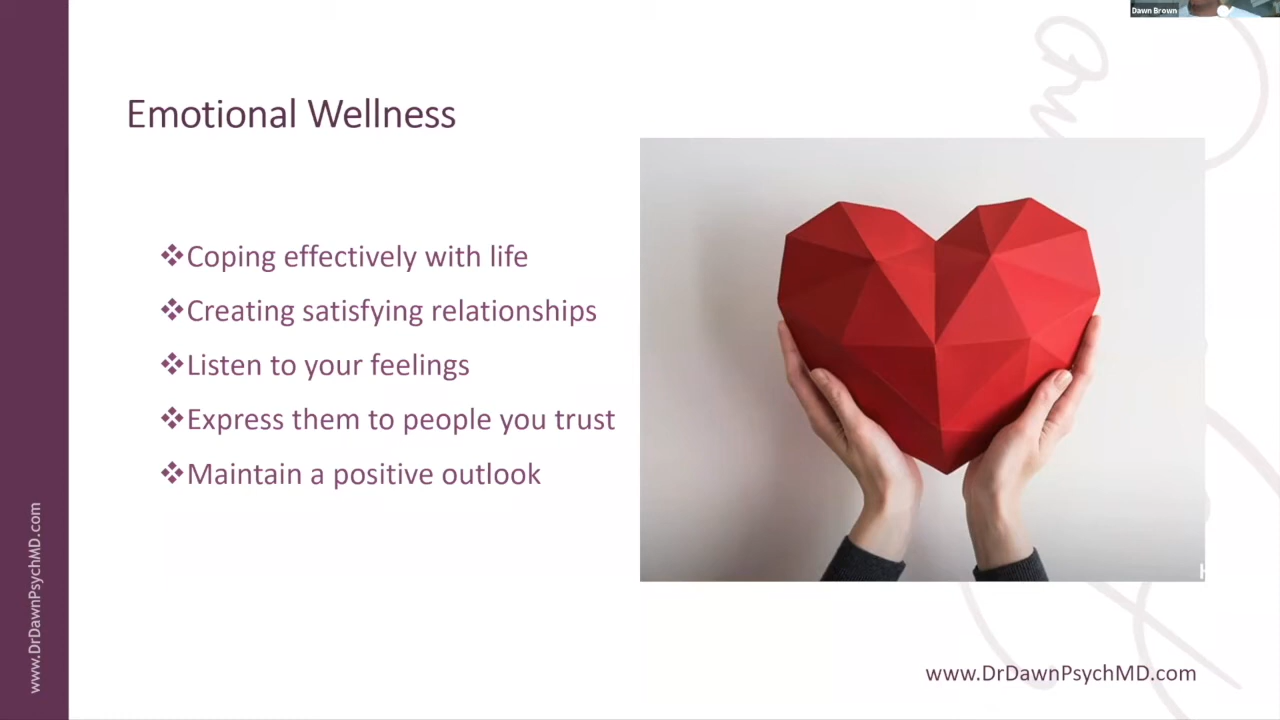 Dawn Brown
Emotional Wellness
❖Coping effectively with life
❖Creating satisfying relationships
❖Listen to your feelings
❖Express them to people you trust
❖Maintain a positive outlook
www.DrDawnPsychMD.com
www.DrDawnPsychMD.com